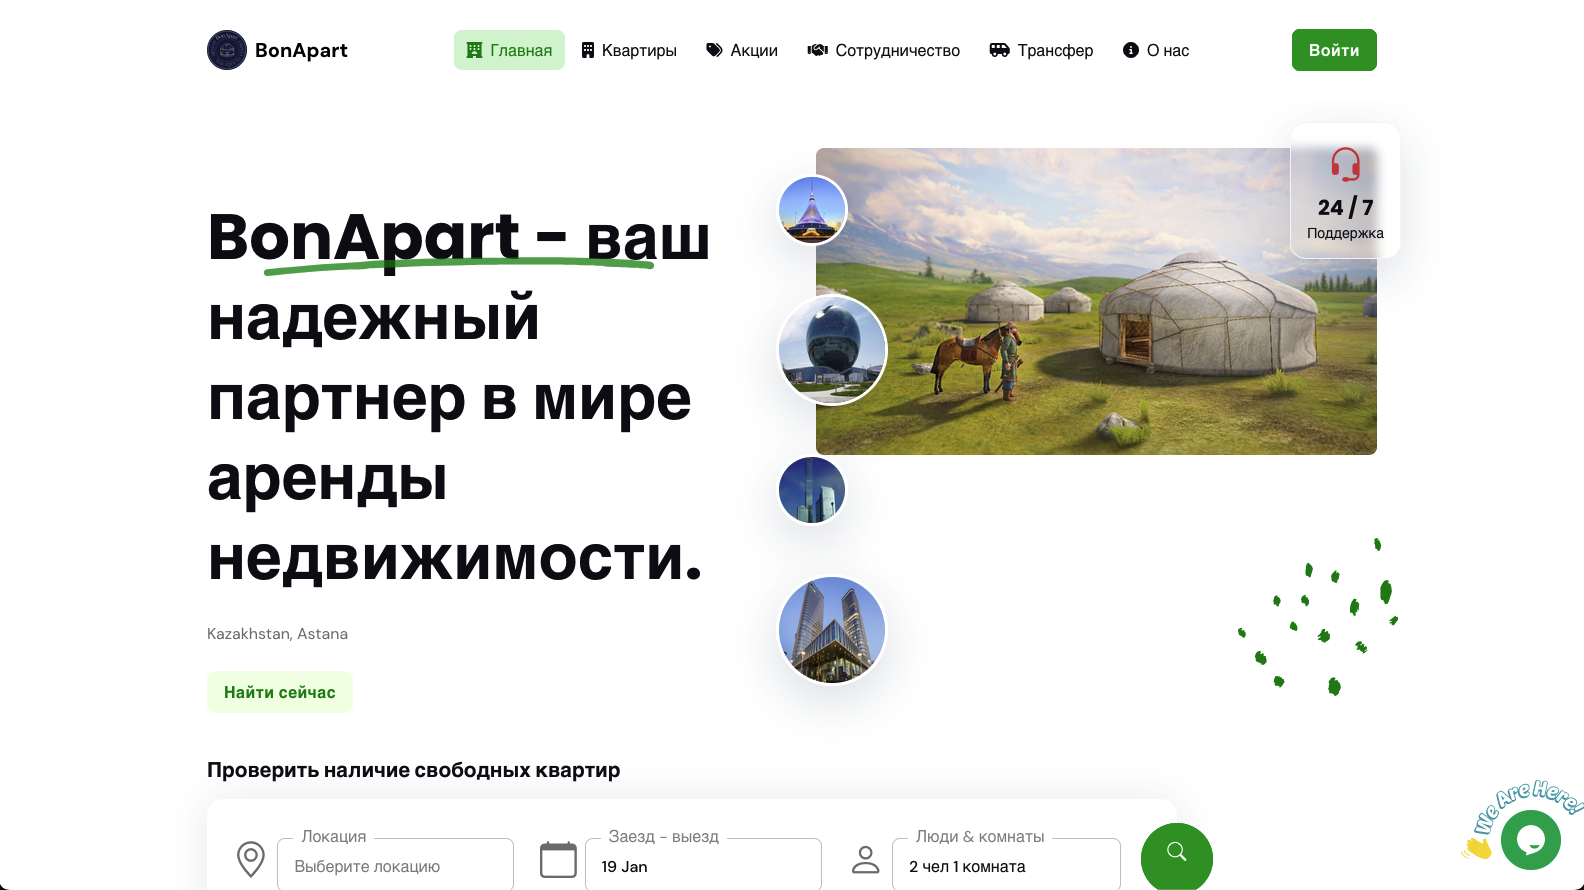 BonApart
Главная
Квартиры
Акции
Сотрудничество
Трансфер
О нас
Войти
BonApart - ваш
надежный
партнер в мире
аренды
недвижимости.
24 / 7
Поддержка
Kazakhstan, Astana
Найти сейчас
Проверить наличие свободных квартир
Локация
Выберите локацию
Заезд - выезд
19 Jan
Люди & комнаты
2 чел 1 комната
We Are Here!